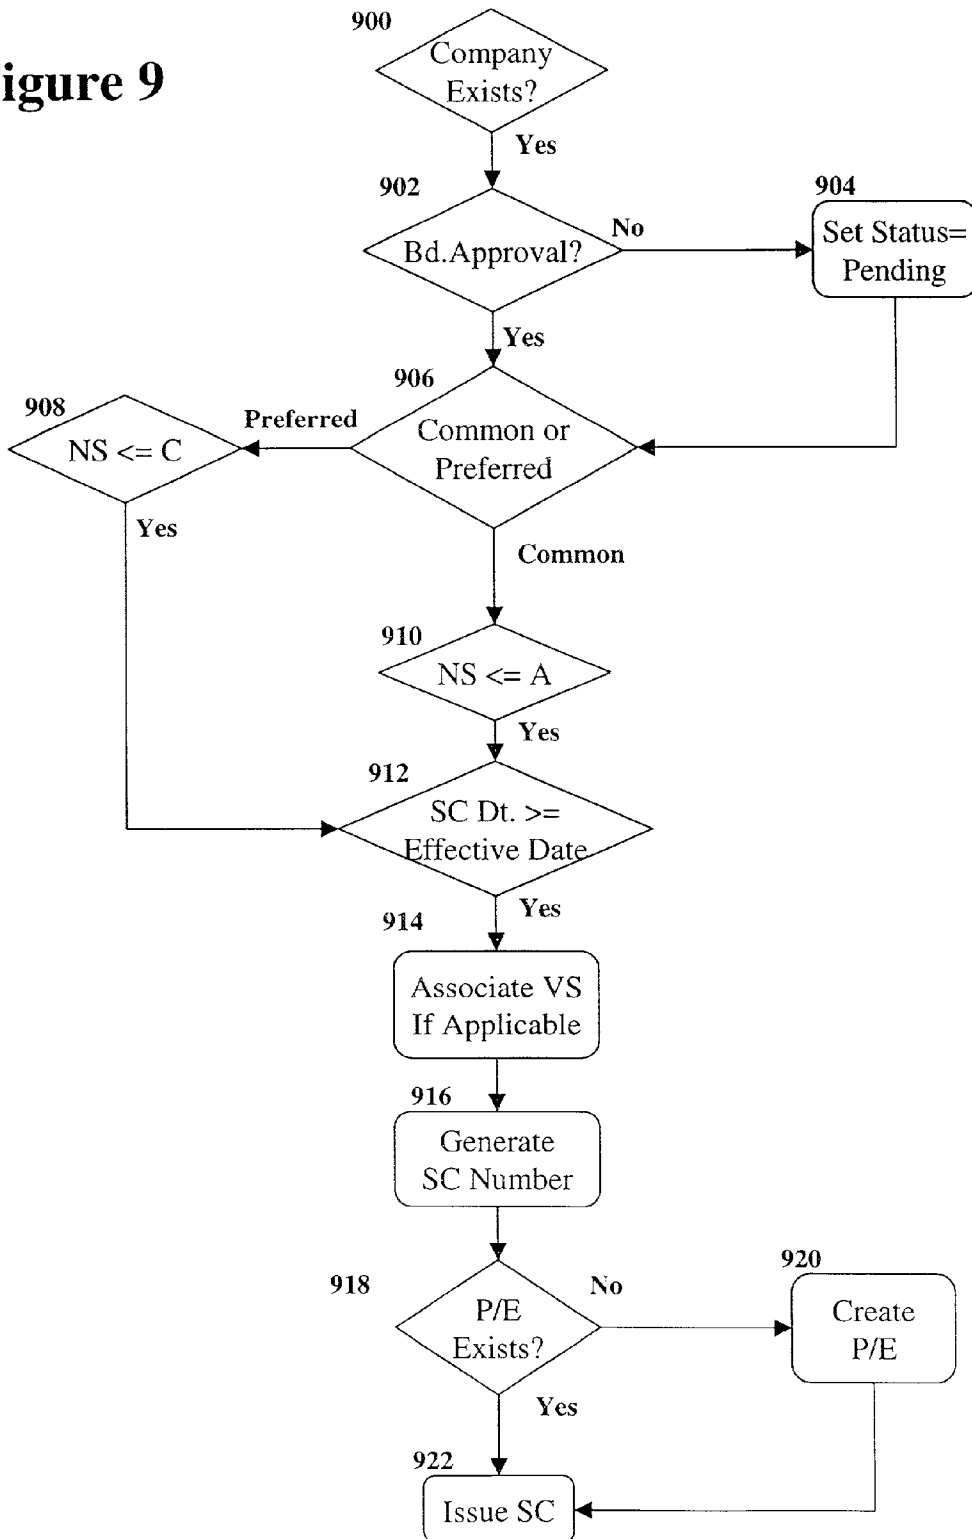 igure 9
900
Company
Exists?
Yes
902
Bd.Approval?
No
904
Set Status=
Pending
Yes
906
Common or
Preferred
Preferred
908
NS <= C
Yes
Common
910
NS <= A
Yes
912
SC Dt. >=
Effective Date
Yes
914
Associate VS
If Applicable
916
Generate
SC Number
918
P/E
Exists?
No
920
Create
P/E
Yes
922
Issue SC